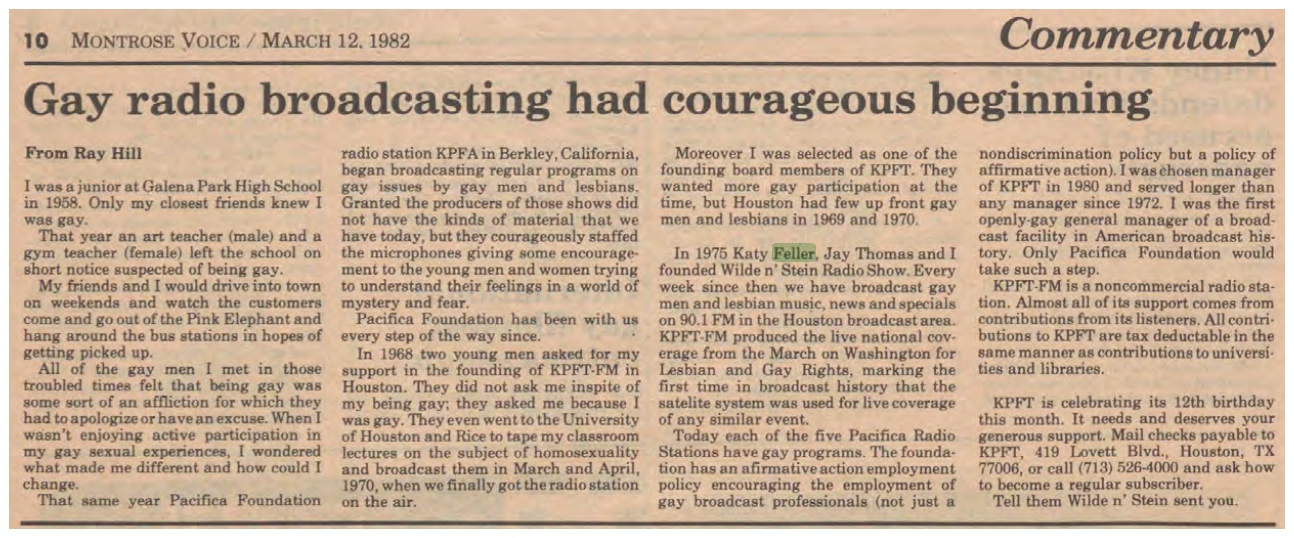 10 MONTROSE VOICE / MARCH 12, 1982
Commentary
Gay radio broadcasting had courageous beginning
From Ray Hill
I was a junior at Galena Park High School
in 1958. Only my closest friends knew I
was gay.
That year an art teacher (male) and a
gym teacher (female) left the school on
short notice suspected of being gay.
My friends and I would drive into town
on weekends and watch the customers
come and go out of the Pink Elephant and
hang around the bus stations in hopes of
getting picked up.
All of the gay men I met in those
troubled times felt that being gay was
some sort of an affliction for which they
had to apologize or have an excuse. When I
wasn't enjoying active participation in
my gay sexual experiences, I wondered
what made me different and how could I
change.
That same year Pacifica Foundation
radio station KPFA in Berkley, California,
began broadcasting regular programs on
gay issues by gay men and lesbians.
Granted the producers of those shows did
not have the kinds of material that we
have today, but they courageously staffed
the microphones giving some encourage-
ment to the young men and women trying
to understand their feelings in a world of
mystery and fear.
Pacifica Foundation has been with us
every step of the way since.
In 1968 two young men asked for my
support in the founding of KPFT-FM in
Houston. They did not ask me inspite of
my being gay; they asked me because I
was gay. They even went to the University
of Houston and Rice to tape my classroom
lectures on the subject of homosexuality
and broadcast them in March and April,
1970, when we finally got the radio station
on the air.
Moreover I was selected as one of the
founding board members of KPFT. They
wanted more gay participation at the
time, but Houston had few up front gay
men and lesbians in 1969 and 1970.
In 1975 Katy Feller, Jay Thomas and I
founded Wilde n' Stein Radio Show. Every
week since then we have broadcast gay
men and lesbian music, news and specials
on 90.1 FM in the Houston broadcast area.
KPFT-FM produced the live national cov-
erage from the March on Washington for
Lesbian and Gay Rights, marking the
first time in broadcast history that the
satelite system was used for live coverage
of any similar event.
Today each of the five Pacifica Radio
Stations have gay programs. The founda-
tion has an afirmative action employment
policy encouraging the employment of
gay broadcast professionals (not just a
nondiscrimination policy but a policy of
affirmative action). I was chosen manager
of KPFT in 1980 and served longer than
any manager since 1972. I was the first
openly-gay general manager of a broad-
cast facility in American broadcast his-
tory. Only Pacifica Foundation would
take such a step.
KPFT-FM is a noncommercial radio sta-
tion. Almost all of its support comes from
contributions from its listeners. All contri-
butions to KPFT are tax deductable in the
same manner as contributions to universi-
ties and libraries.
KPFT is celebrating its 12th birthday
this month. It needs and deserves your
generous support. Mail checks payable to
KPFT, 419 Lovett Blvd., Houston, TX
77006, or call (713) 526-4000 and ask how
to become a regular subscriber.
Tell them Wilde n' Stein sent you.